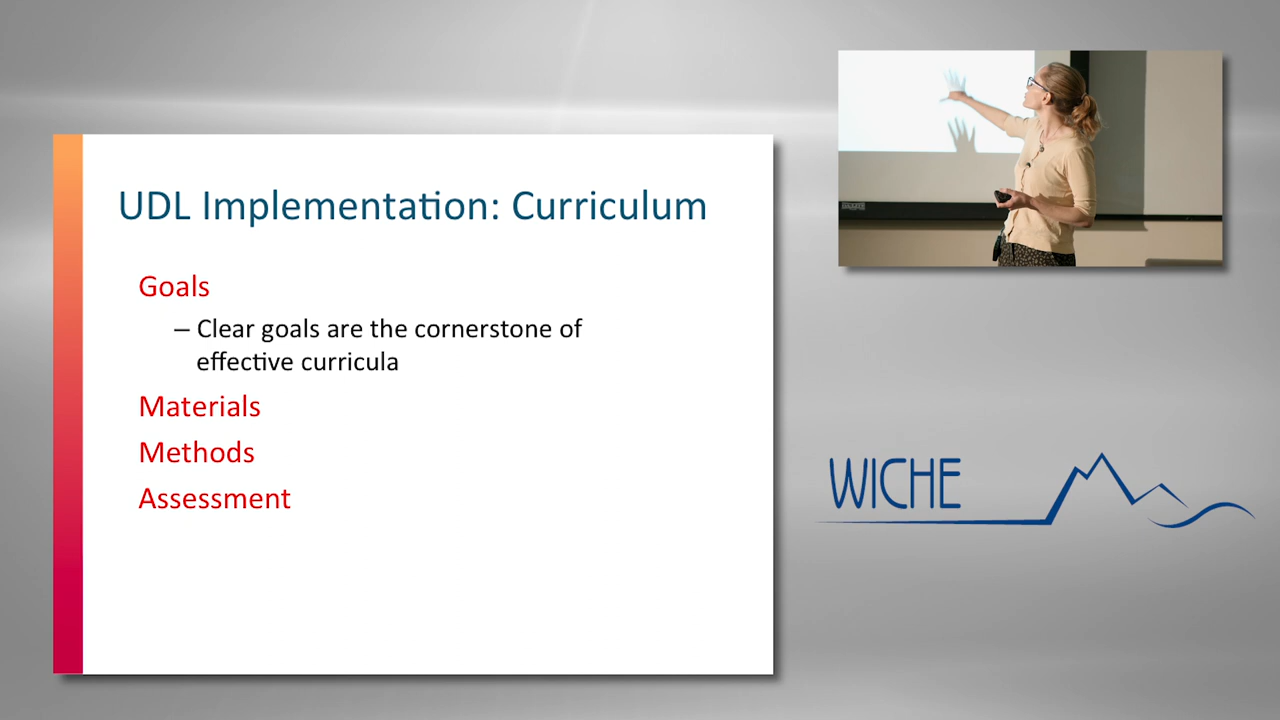 UDL Implementation: Curriculum
Goals
– Clear goals are the cornerstone of
effective curricula
Materials
Methods
Assessment
WICHE